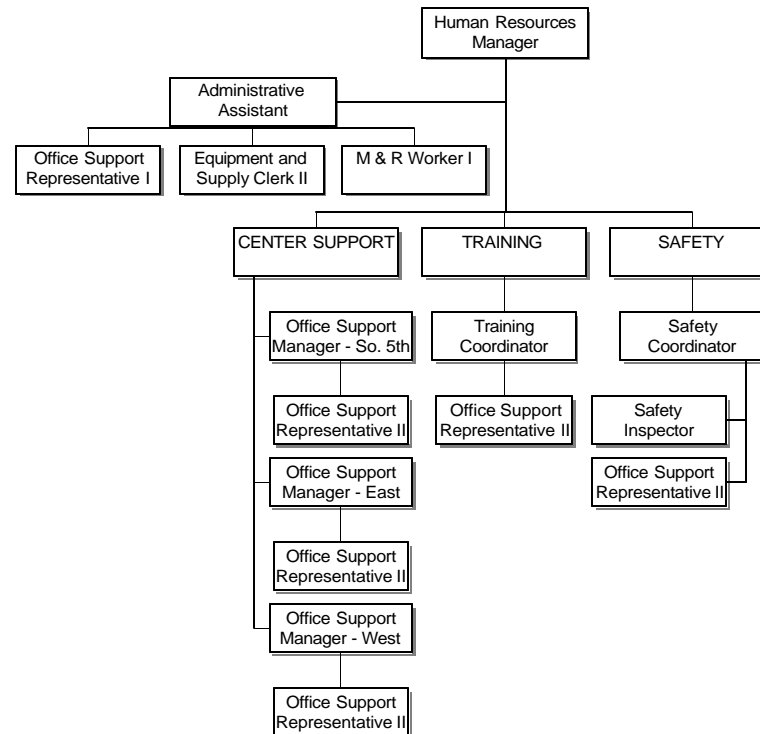 Human Resources
Manager
Administrative
Assistant
Office Support
Representative I
Equipment and
Supply Clerk II
M & R Worker I
CENTER SUPPORT
TRAINING
SAFETY
Office Support
Manager - So. 5th
Training
Coordinator
Safety
Coordinator
Office Support
Representative II
Office Support
Representative II
Safety
Inspector
Office Support
Manager - East
Office Support
Representative II
Office Support
Representative II
Office Support
Manager - West
Office Support
Representative II